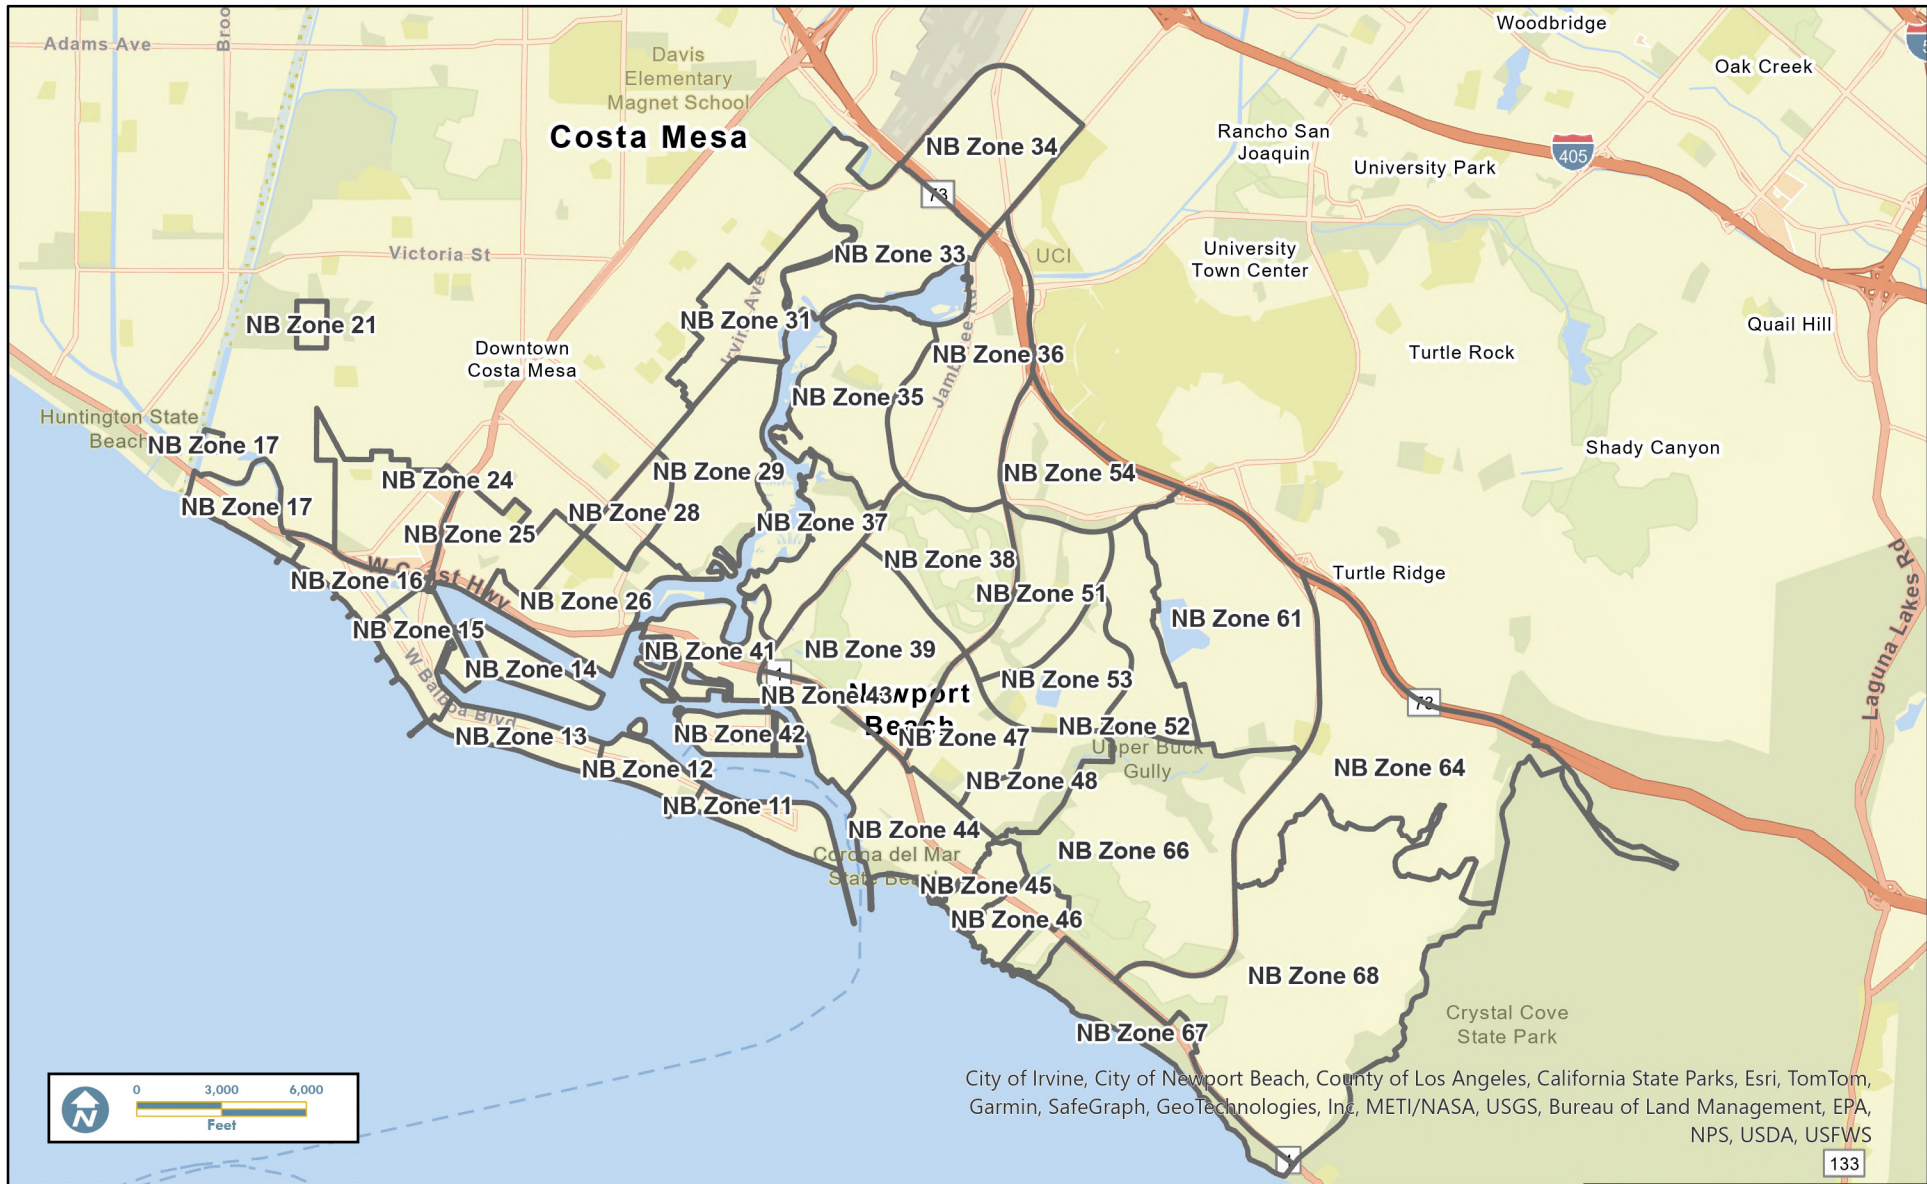 Woodbridge
Adams Ave
Broo
Davis
Elementary
Magnet School
Oak Creek
5
Costa Mesa
NB Zone 34
Rancho San
Joaquin
405
University Park
73
Victoria St
NB Zone 33
UCI
University
Town Center
NB Zone 21
NB Zone 31
Irvine Ave
Jamboree Rd
Quail Hill
Downtown
Costa Mesa
NB Zone 36
Turtle Rock
NB Zone 35
Huntington State
Beach
NB Zone 17
Shady Canyon
NB Zone 24
NB Zone 29
NB Zone 54
NB Zone 17
NB Zone 28
NB Zone 37
NB Zone 25
NB Zone 38
W Coast Hwy
NB Zone 16
Turtle Ridge
Laguna Lakes Rd
NB Zone 26
NB Zone 51
NB Zone 61
NB Zone 15
NB Zone 41
NB Zone 39
NB Zone 14
1
NB Zone 53
W Balboa Blvd
NB Zone 43
Newport
Beach
73
NB Zone 13
NB Zone 42
NB Zone 47
NB Zone 52
Upper Buck
Gully
NB Zone 12
NB Zone 48
NB Zone 64
NB Zone 11
NB Zone 44
Corona del Mar
State Beach
NB Zone 66
NB Zone 45
NB Zone 46
NB Zone 68
Crystal Cove
State Park
NB Zone 67
City of Irvine, City of Newport Beach, County of Los Angeles, California State Parks, Esri, TomTom,
Garmin, SafeGraph, GeoTechnologies, Inc, METI/NASA, USGS, Bureau of Land Management, EPA,
NPS, USDA, USFWS
N
0 3,000 6,000
Feet
1
133